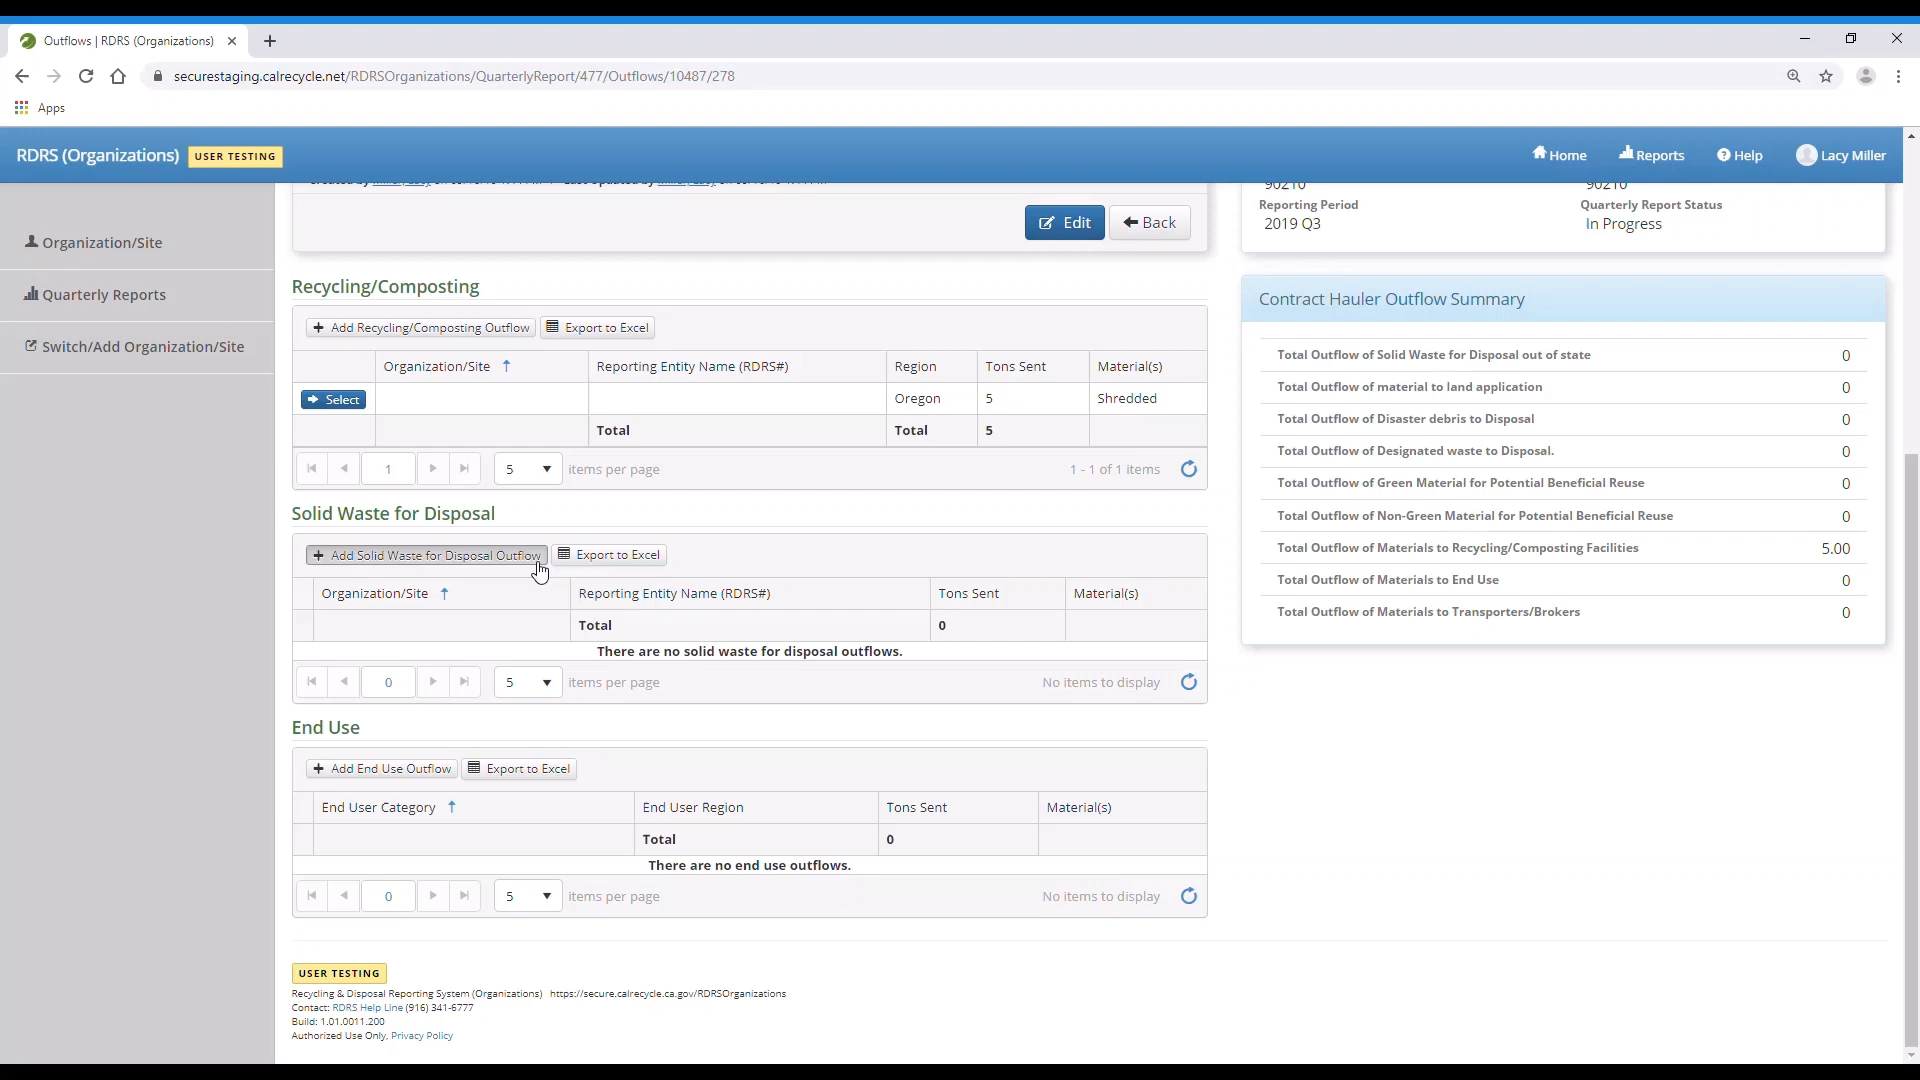 Outflows | RDRS (Organizations)
securestaging.calrecycle.net/RDRSOrganizations/QuarterlyReport/477/Outflows/10487/278
Apps
RDRS (Organizations) USER TESTING
Home Reports Help Lacy Miller
Organization/Site
Quarterly Reports
Switch/Add Organization/Site
Edit Back
90210 90210
Reporting Period Quarterly Report Status
2019 Q3 In Progress
Recycling/Composting
+ Add Recycling/Composting Outflow Export to Excel
Organization/Site Reporting Entity Name (RDRS#) Region Tons Sent Material(s)
Select Oregon 5 Shredded
Total Total 5
1 5 items per page 1 - 1 of 1 items
Solid Waste for Disposal
+ Add Solid Waste for Disposal Outflow Export to Excel
Organization/Site Reporting Entity Name (RDRS#) Tons Sent Material(s)
Total 0
There are no solid waste for disposal outflows.
0 5 items per page No items to display
End Use
+ Add End Use Outflow Export to Excel
End User Category End User Region Tons Sent Material(s)
Total 0
There are no end use outflows.
0 5 items per page No items to display
Contract Hauler Outflow Summary
Total Outflow of Solid Waste for Disposal out of state 0
Total Outflow of material to land application 0
Total Outflow of Disaster debris to Disposal 0
Total Outflow of Designated waste to Disposal. 0
Total Outflow of Green Material for Potential Beneficial Reuse 0
Total Outflow of Non-Green Material for Potential Beneficial Reuse 0
Total Outflow of Materials to Recycling/Composting Facilities 5.00
Total Outflow of Materials to End Use 0
Total Outflow of Materials to Transporters/Brokers 0
USER TESTING
Recycling & Disposal Reporting System (Organizations) https://secure.calrecycle.ca.gov/RDRSOrganizations
Contact: RDRS Help Line (916) 341-6777
Build: 1.01.0011.200
Authorized Use Only, Privacy Policy